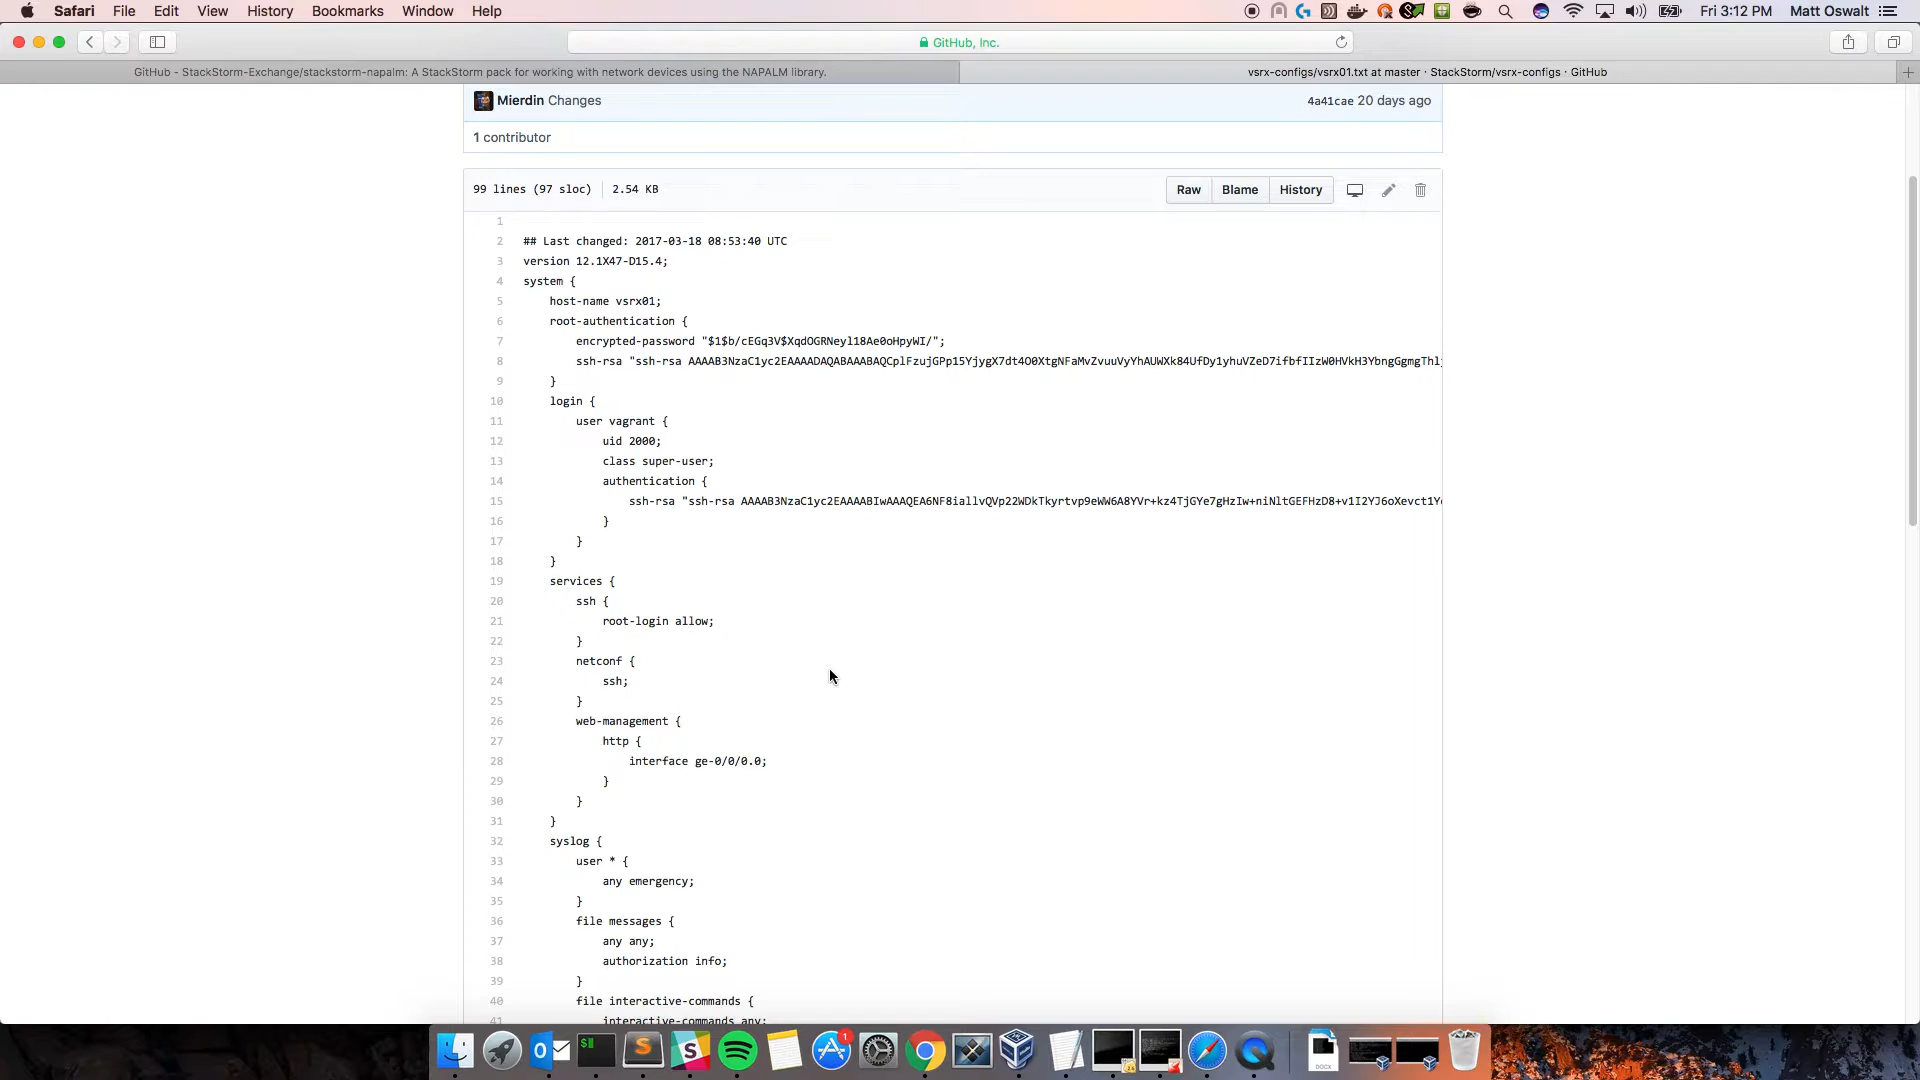 Safari File Edit View History Bookmarks Window Help Fri 3:12 PM Matt Oswalt
GitHub, Inc.
GitHub - StackStorm-Exchange/stackstorm-napalm: A StackStorm pack for working with network devices using the NAPALM library.
vsrx-configs/vsrx01.txt at master · StackStorm/vsrx-configs · GitHub
Mierdin Changes 4a41cae 20 days ago
1 contributor
99 lines (97 sloc) 2.54 KB Raw Blame History
1
2 ## Last changed: 2017-03-18 08:53:40 UTC
3 version 12.1X47-D15.4;
4 system {
5 host-name vsrx01;
6 root-authentication {
7 encrypted-password "$1$b/cEGq3V$XqdOGRNeyl18Ae0oHpyWI/";
8 ssh-rsa "ssh-rsa AAAAB3NzaC1yc2EAAAADAQABAAABAQCplFzujGPp15YjygX7dt4O0XtgNFaMvZvuuVyYhAUWXk84UfDy1yhuVZeD7ifbfIIzW0HVkH3YbngGgmgThl
9 }
10 login {
11 user vagrant {
12 uid 2000;
13 class super-user;
14 authentication {
15 ssh-rsa "ssh-rsa AAAAB3NzaC1yc2EAAAABIwAAAQEA6NF8iallvQVp22WDkTkyrtvp9eWW6A8YVr+kz4TjGYe7gHzIw+niNltGEFHzD8+v1I2YJ6oXevct1Y
16 }
17 }
18 }
19 services {
20 ssh {
21 root-login allow;
22 }
23 netconf {
24 ssh;
25 }
26 web-management {
27 http {
28 interface ge-0/0/0.0;
29 }
30 }
31 }
32 syslog {
33 user * {
34 any emergency;
35 }
36 file messages {
37 any any;
38 authorization info;
39 }
40 file interactive-commands {
41 interactive-commands any;
1
DOCX